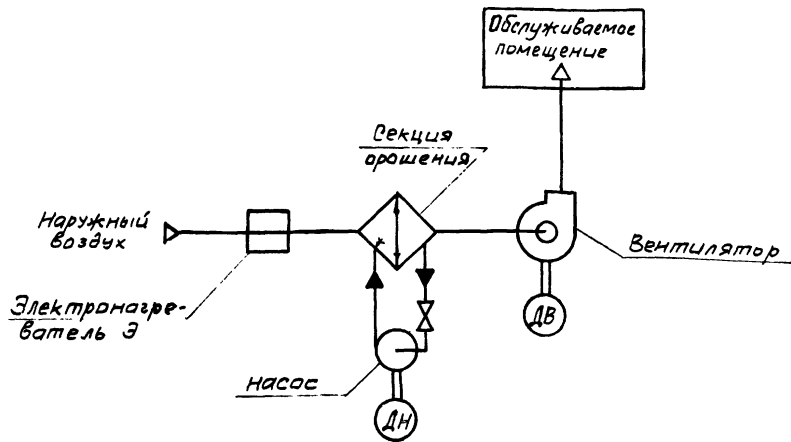 Обслуживаемое
помещение
Секция
орошения
Наружный
воздух
Вентилятор
Электронагре-
ватель Э
ДВ
насос
ДН